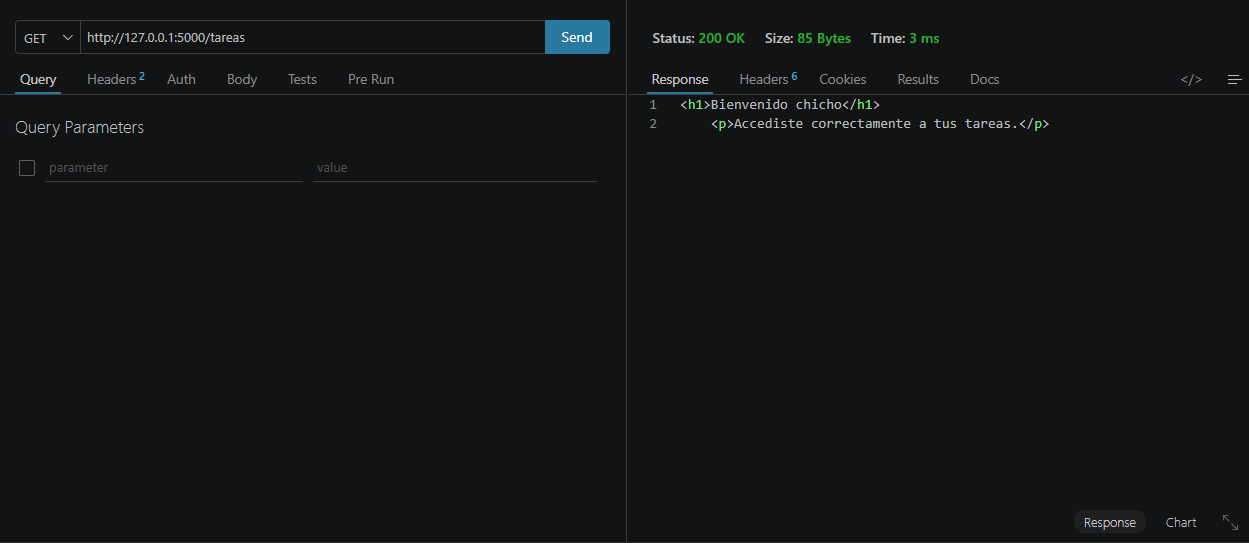 GET http://127.0.0.1:5000/tareas Send
Query Headers 2 Auth Body Tests Pre Run
Query Parameters
parameter value
Status: 200 OK Size: 85 Bytes Time: 3 ms
Response Headers 6 Cookies Results Docs </>
1 <h1>Bienvenido chicho</h1>
2 <p>Accediste correctamente a tus tareas.</p>
Response Chart